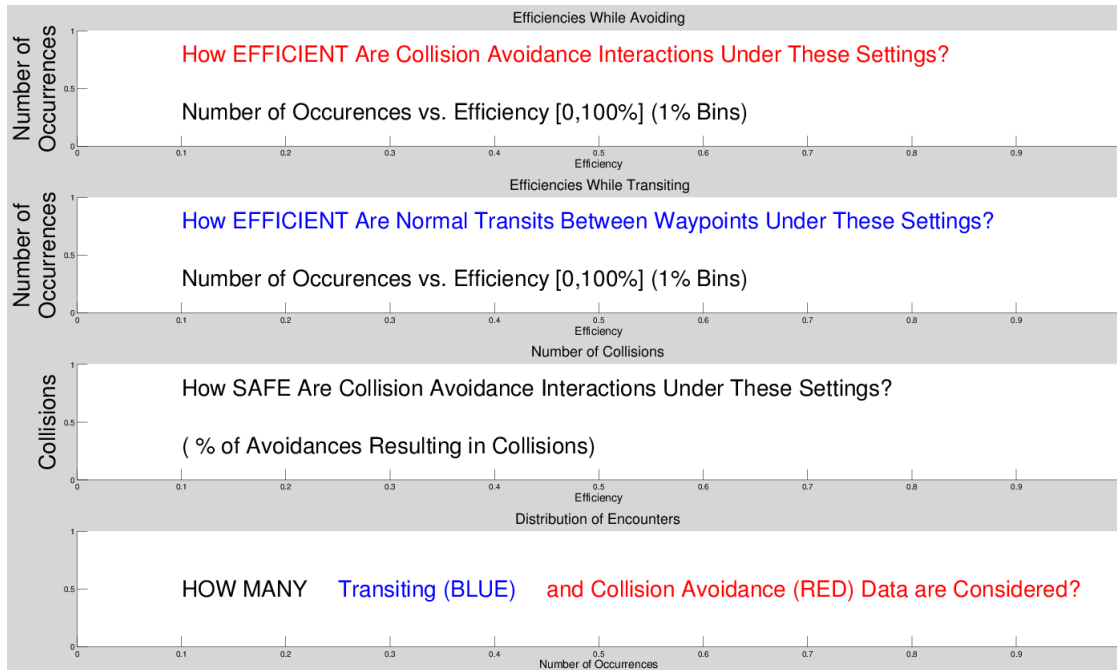 Efficiencies While Avoiding
Number of
Occurrences
1
0.5
0
How EFFICIENT Are Collision Avoidance Interactions Under These Settings?
Number of Occurences vs. Efficiency [0,100%] (1% Bins)
0 0.1 0.2 0.3 0.4 0.5 0.6 0.7 0.8 0.9
Efficiency
Efficiencies While Transiting
Number of
Occurrences
1
0.5
0
How EFFICIENT Are Normal Transits Between Waypoints Under These Settings?
Number of Occurences vs. Efficiency [0,100%] (1% Bins)
0 0.1 0.2 0.3 0.4 0.5 0.6 0.7 0.8 0.9
Efficiency
Number of Collisions
Collisions
1
0.5
0
How SAFE Are Collision Avoidance Interactions Under These Settings?
( % of Avoidances Resulting in Collisions)
0 0.1 0.2 0.3 0.4 0.5 0.6 0.7 0.8 0.9
Efficiency
Distribution of Encounters
1
0.5
0
HOW MANY Transiting (BLUE) and Collision Avoidance (RED) Data are Considered?
0 0.1 0.2 0.3 0.4 0.5 0.6 0.7 0.8 0.9
Number of Occurrences